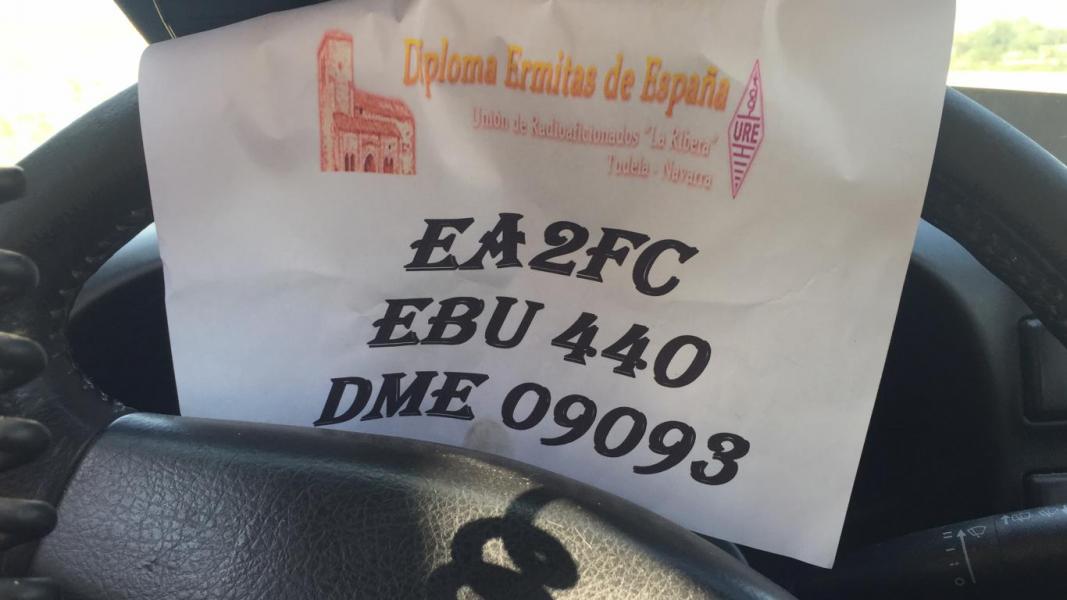 Diploma Ermitas de España
Unión de Radioaficionados "La Ribera"
Tudela - Navarra
URE
EA2FC
EBU 440
DME 09093